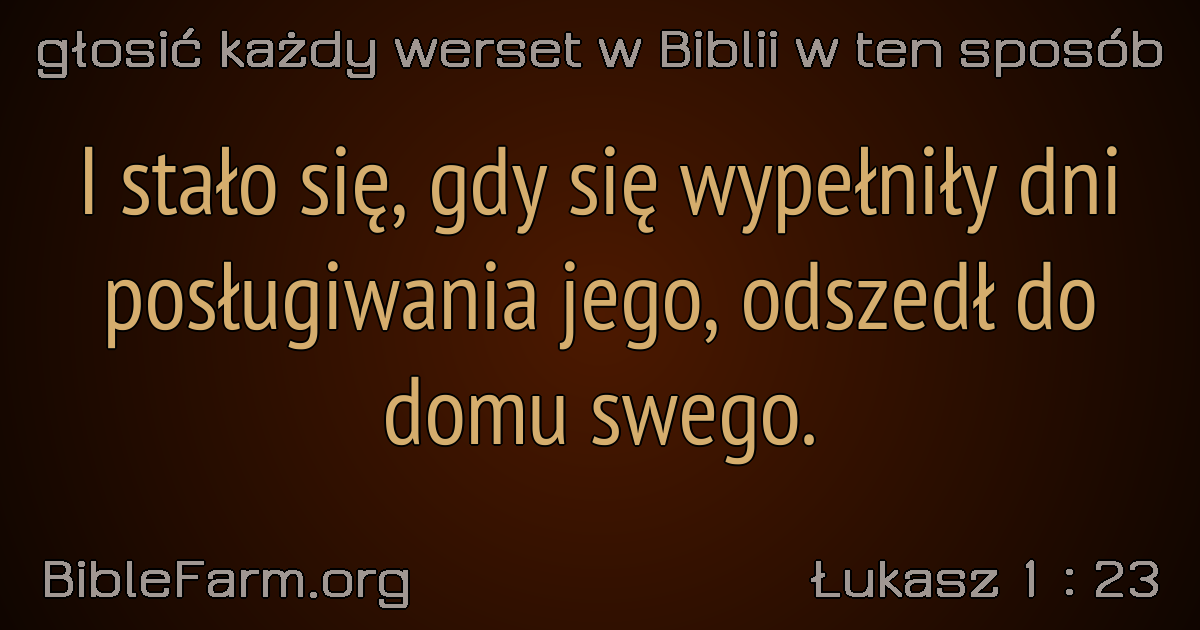 głosić każdy werset w Biblii w ten sposób
I stało się, gdy się wypełniły dni
posługiwania jego, odszedł do
domu swego.
BibleFarm.org
Łukasz 1 : 23